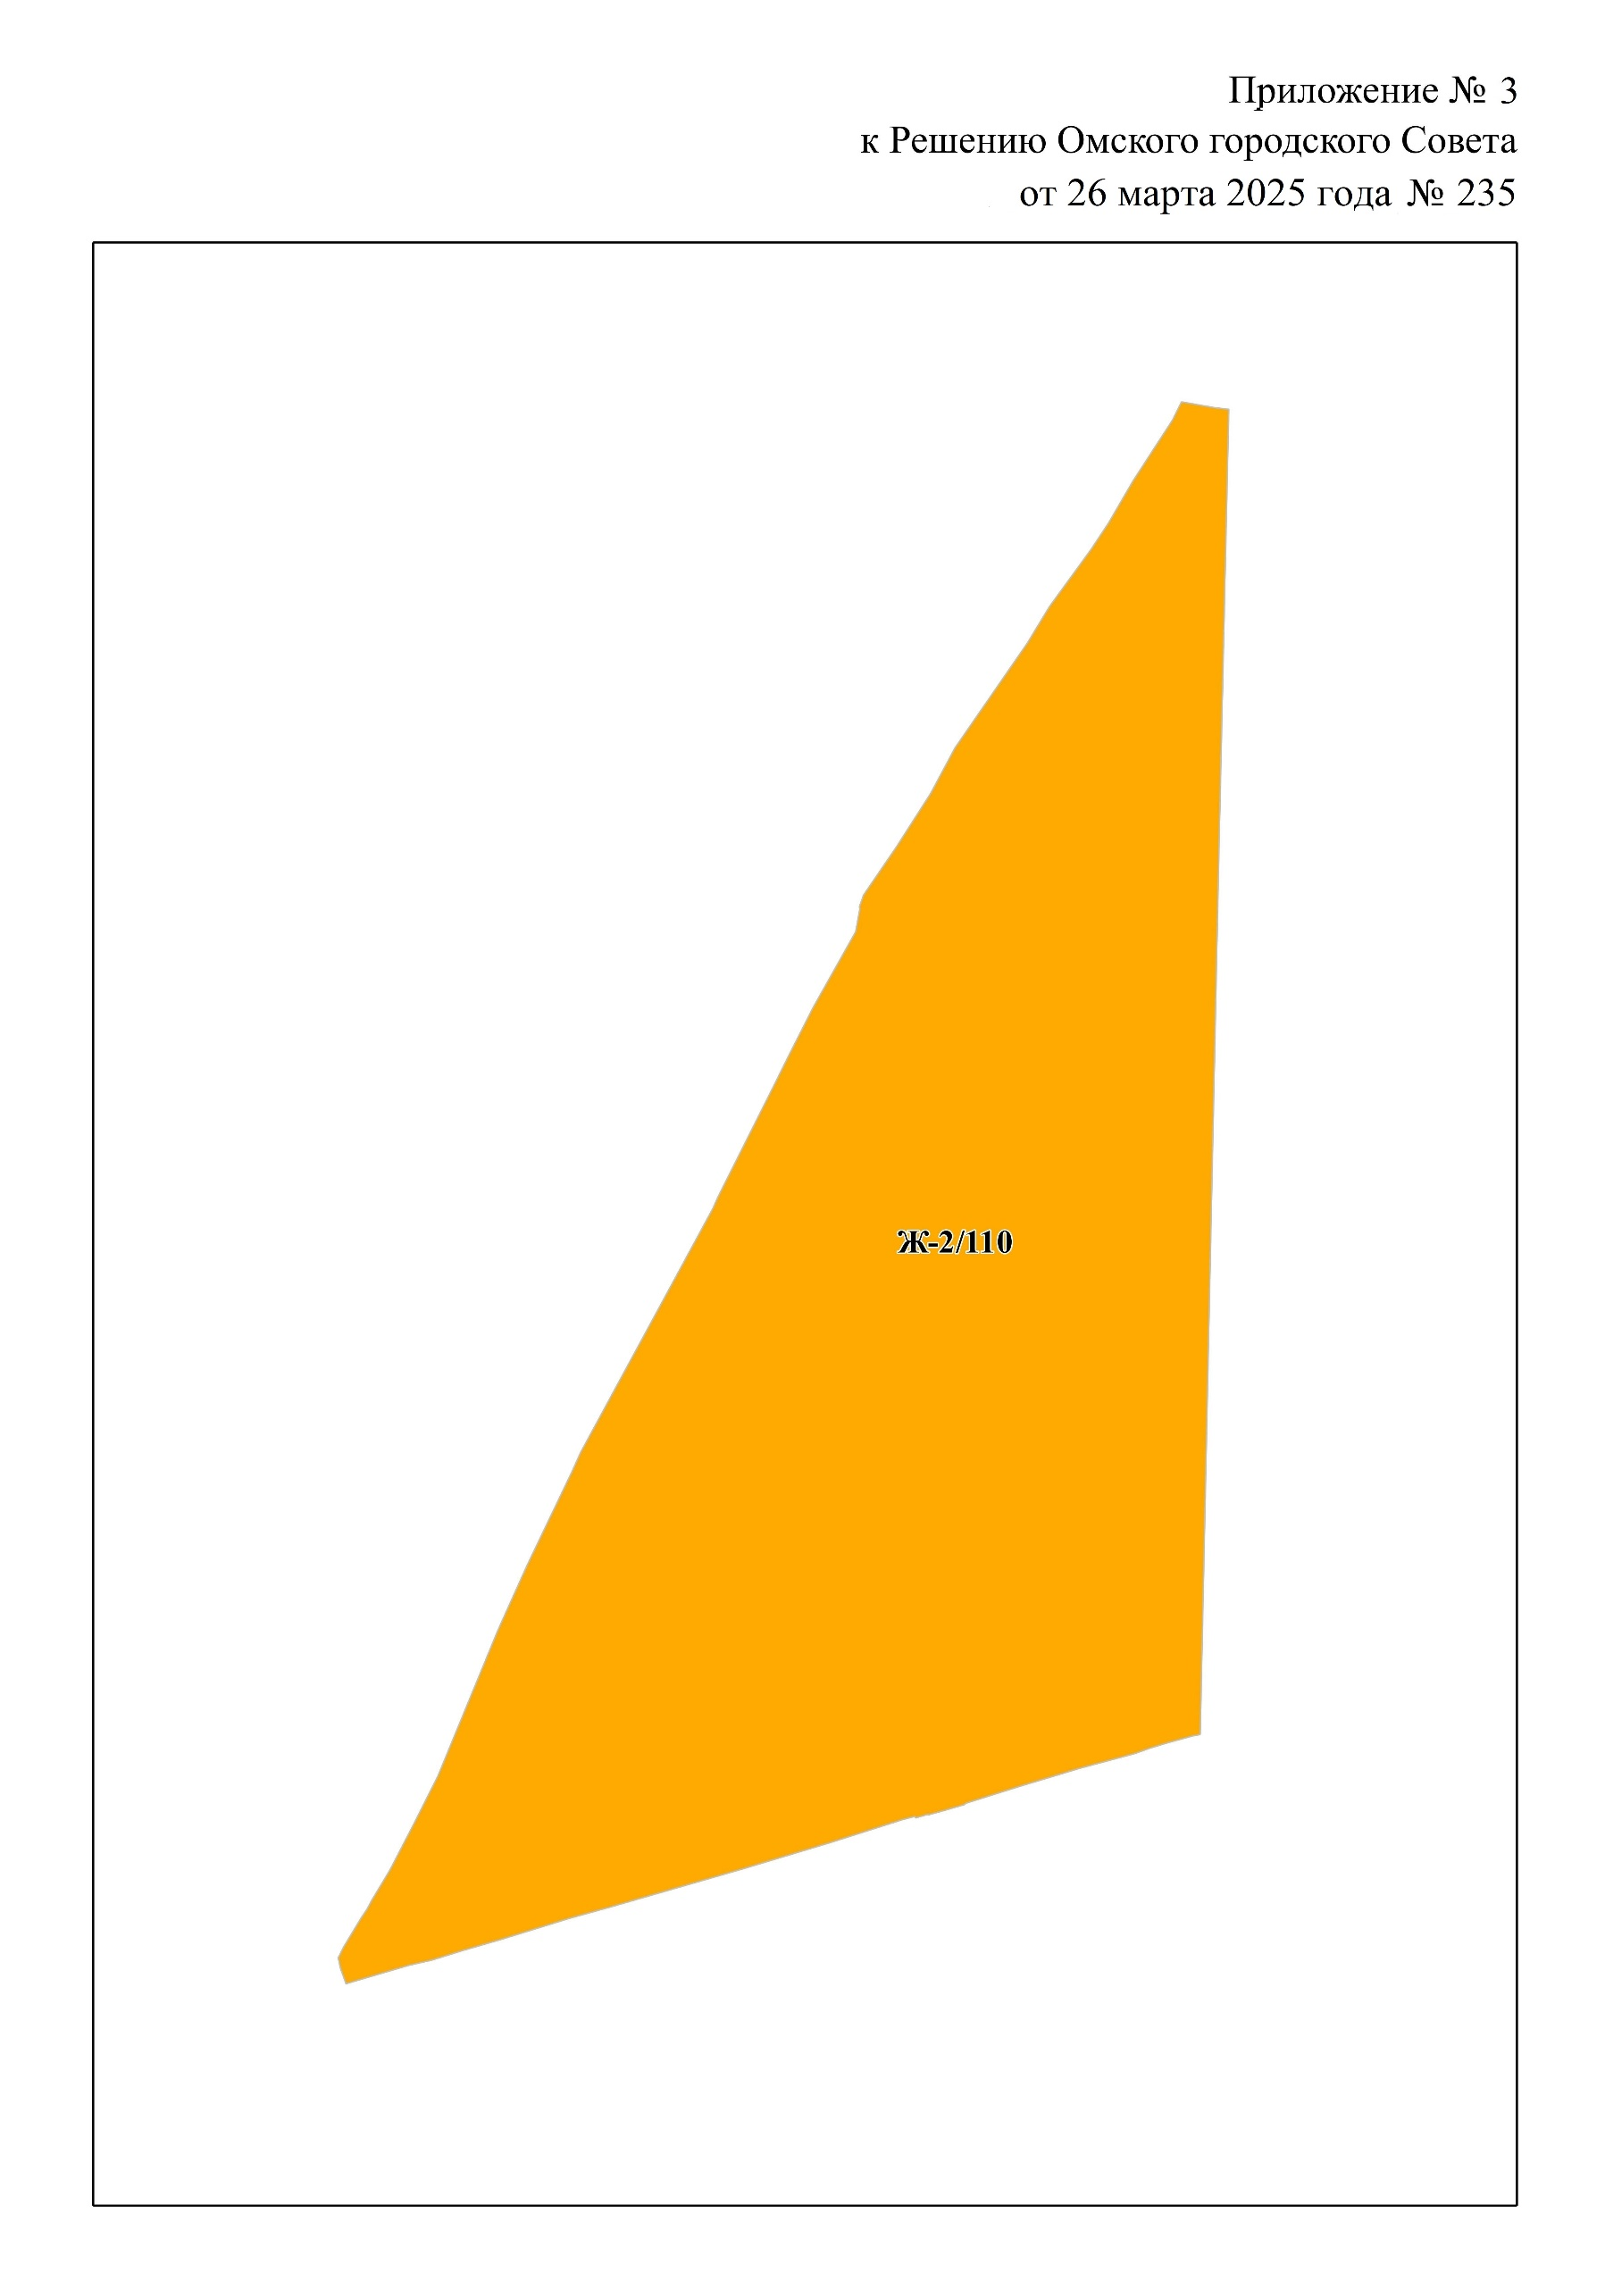 Приложение № 3
к Решению Омского городского Совета
от 26 марта 2025 года № 235
Ж-2/110